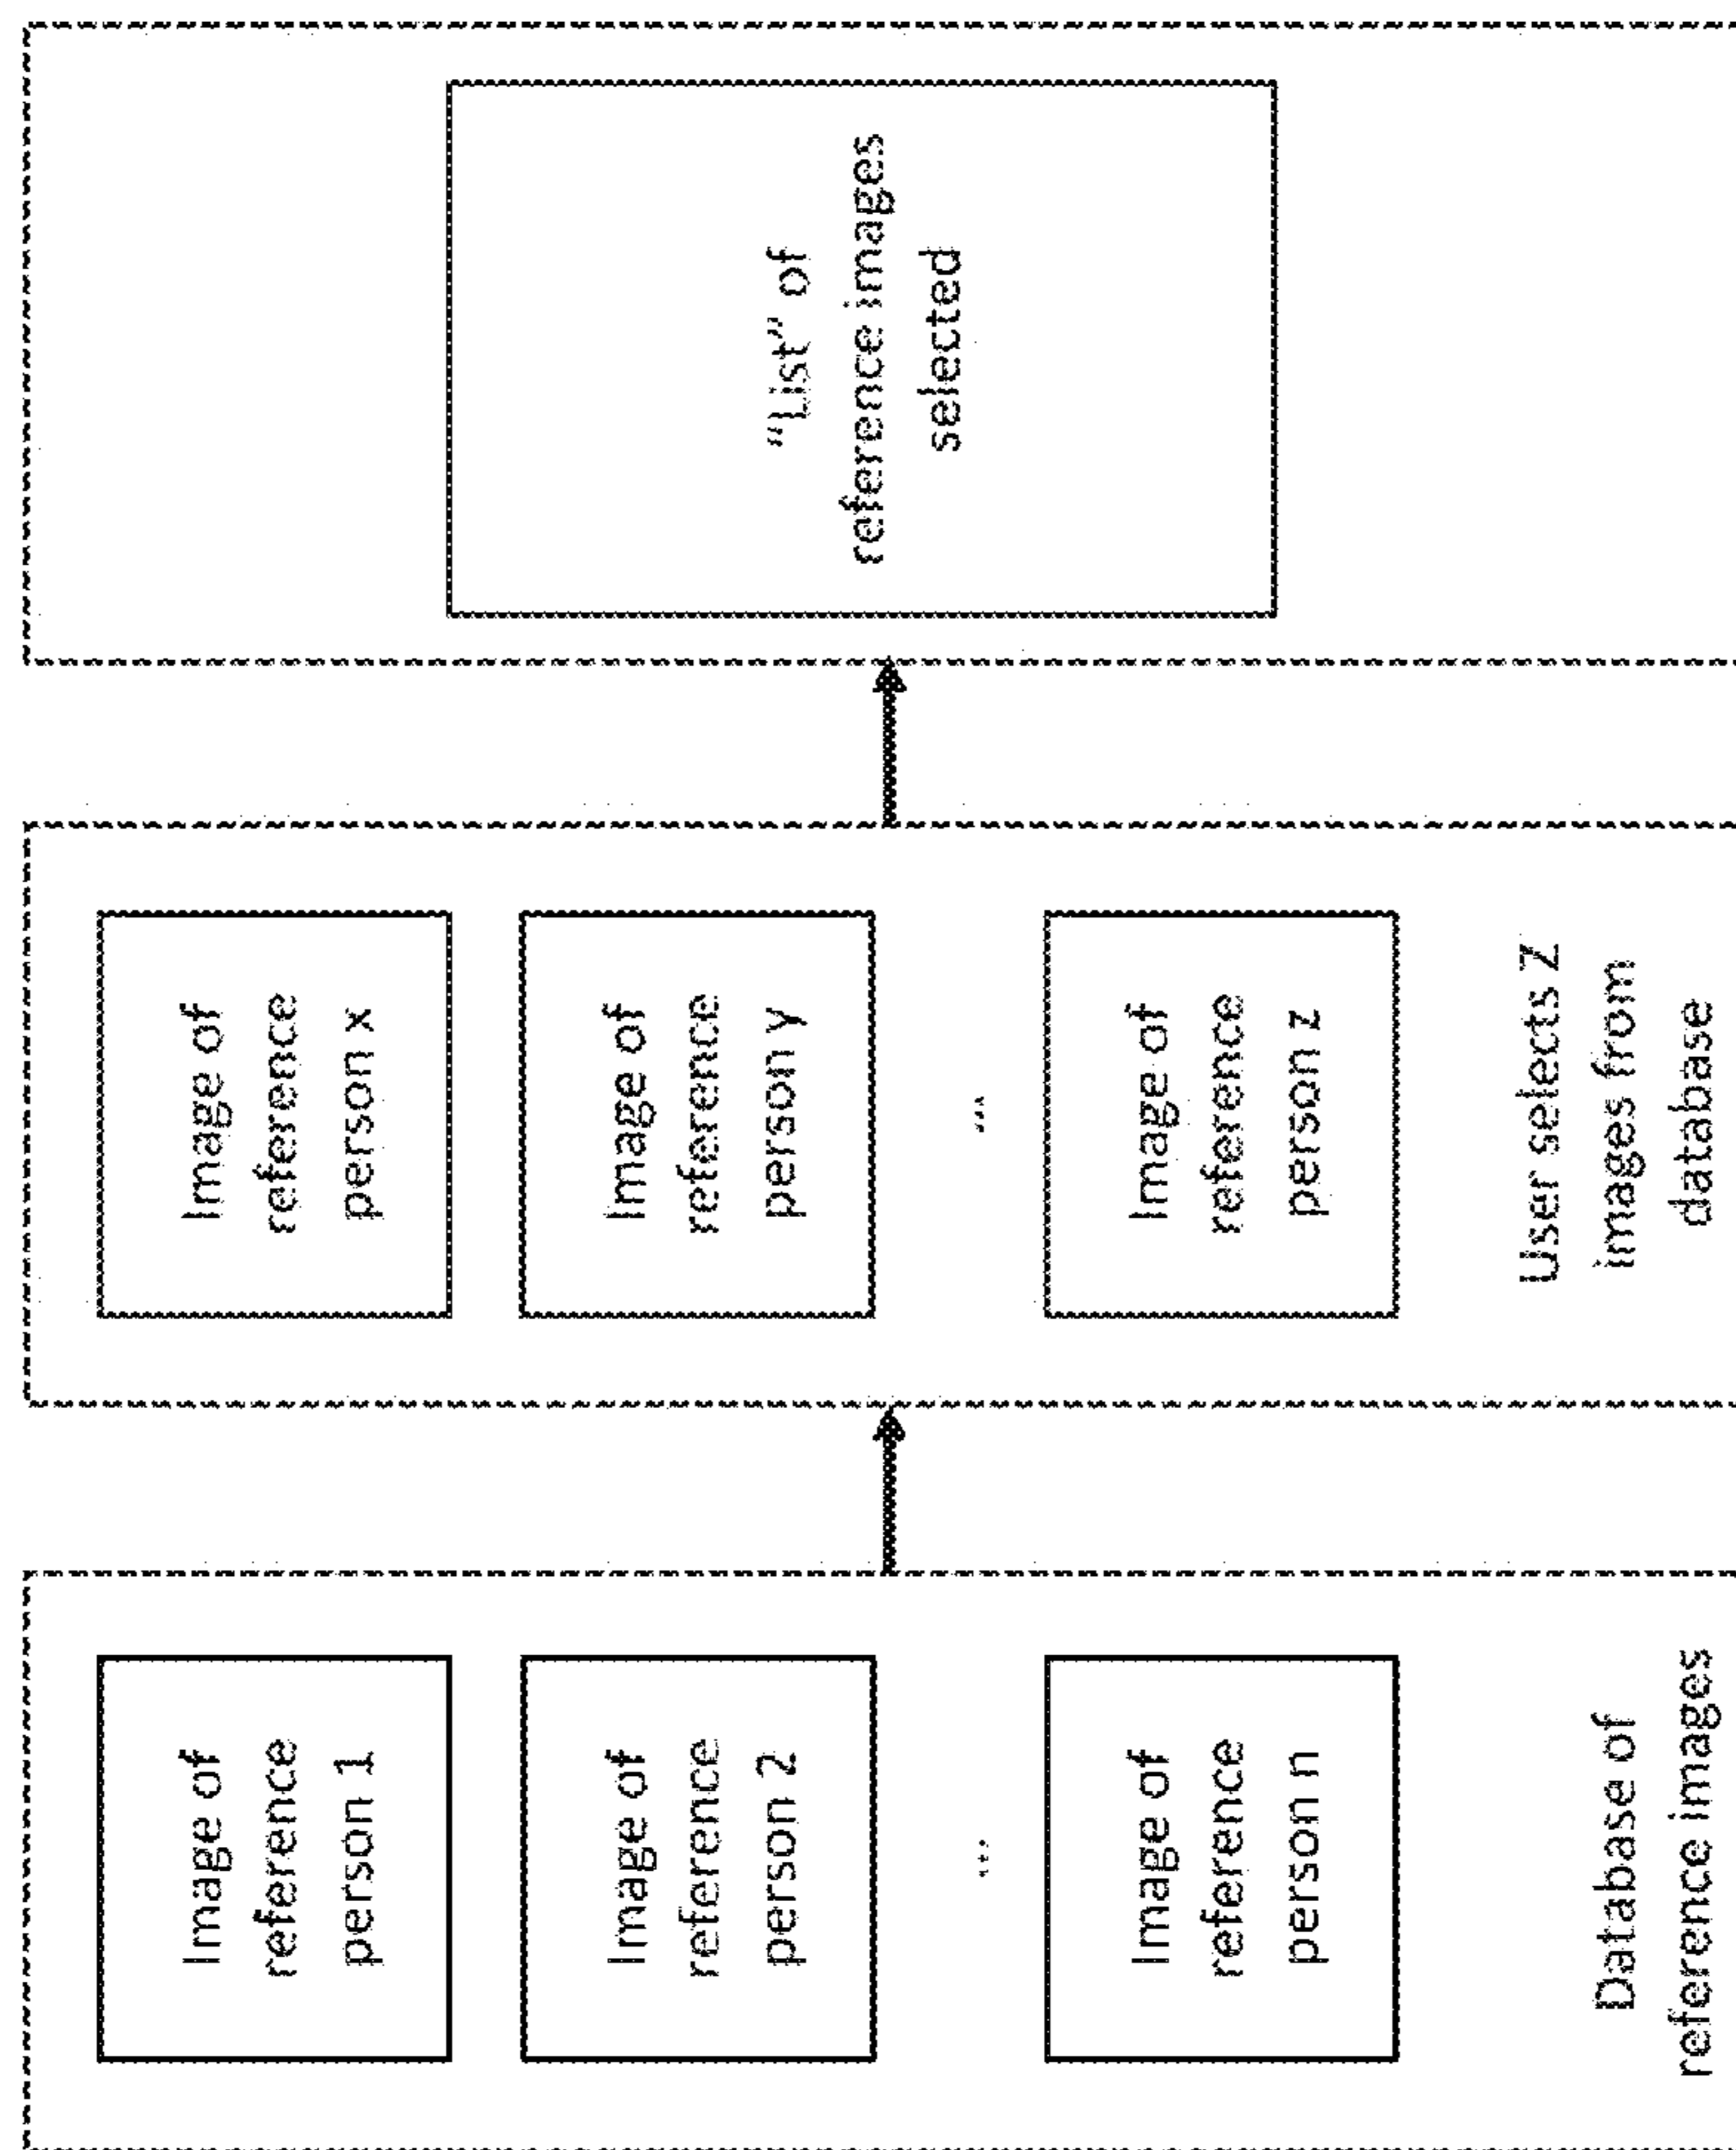 Image of
reference
person 1
Image of
reference
person 2
...
Image of
reference
person n
Database of
reference images
Image of
reference
person x
Image of
reference
person y
...
Image of
reference
person z
User selects Z
images from
database
"List" of
reference images
selected